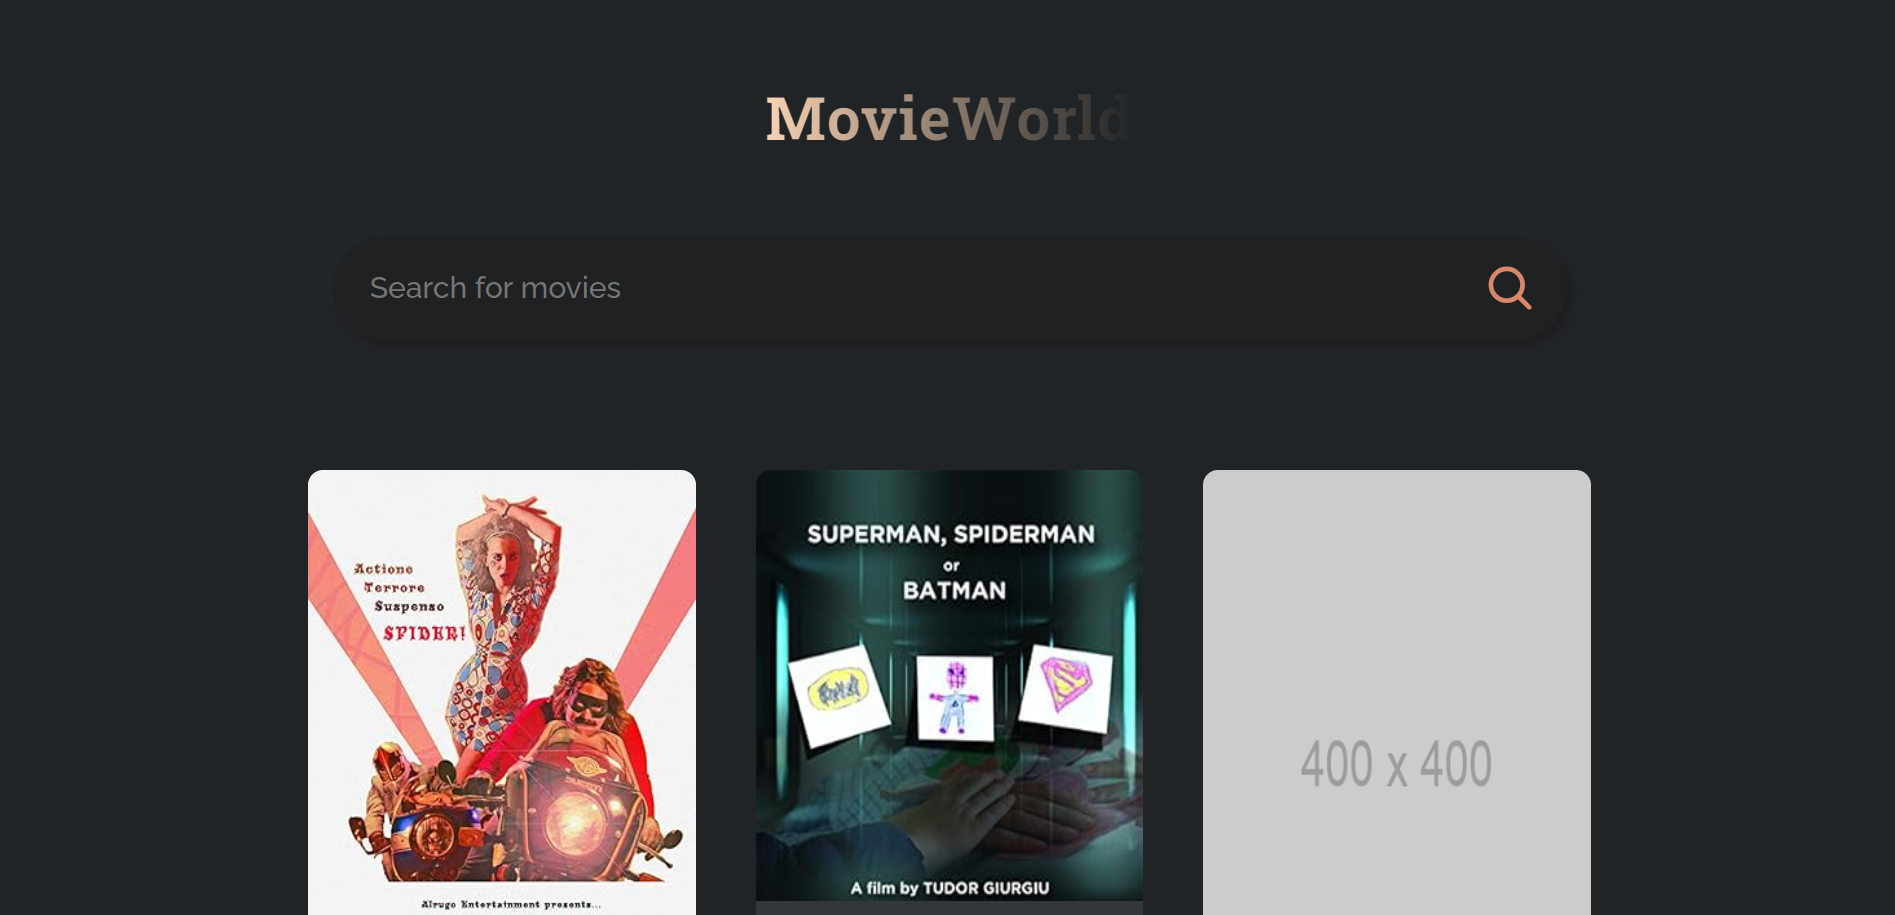 MovieWorld
Search for movies
Actione
Terrore
Suspenso
SPIDER!
Alrugo Entertainment presents...
SUPERMAN, SPIDERMAN
or
BATMAN
A film by TUDOR GIURGIU
400 x 400